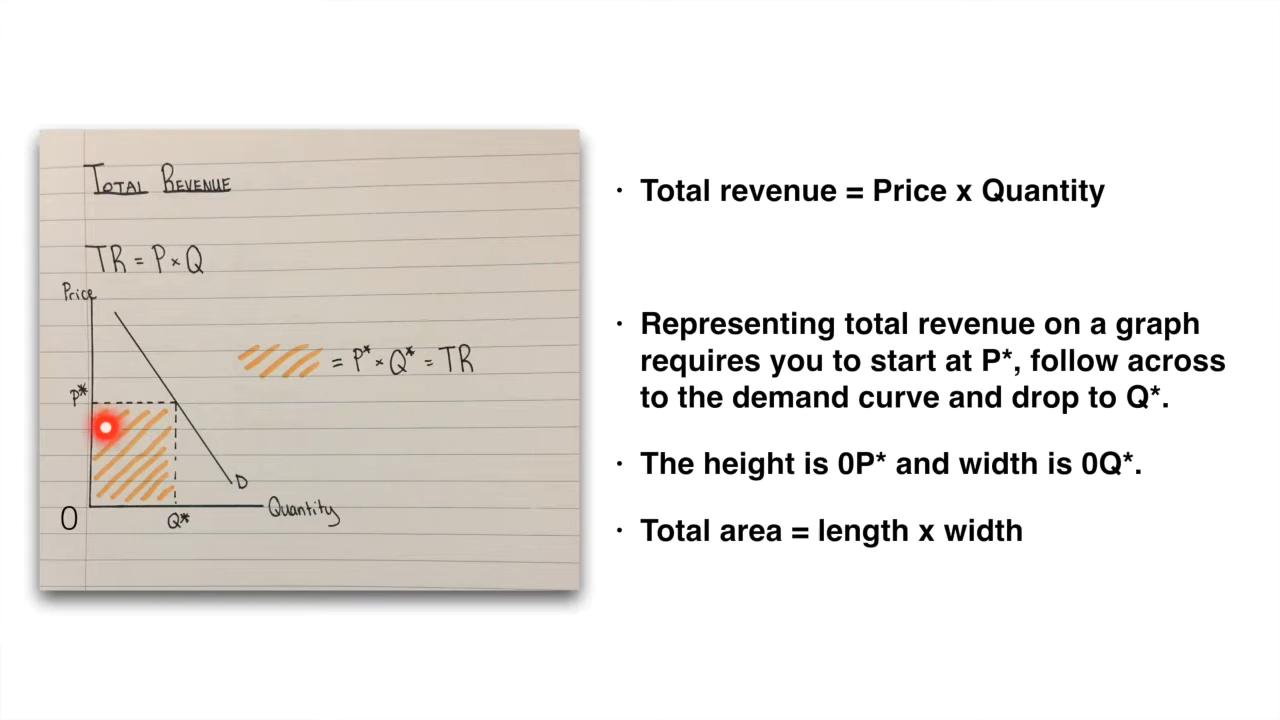 TOTAL REVENUE
TR = P × Q
Price
= P* × Q* = TR
P*
D
0
Q*
Quantity
· Total revenue = Price x Quantity
· Representing total revenue on a graph
requires you to start at P*, follow across
to the demand curve and drop to Q*.
· The height is 0P* and width is 0Q*.
· Total area = length x width